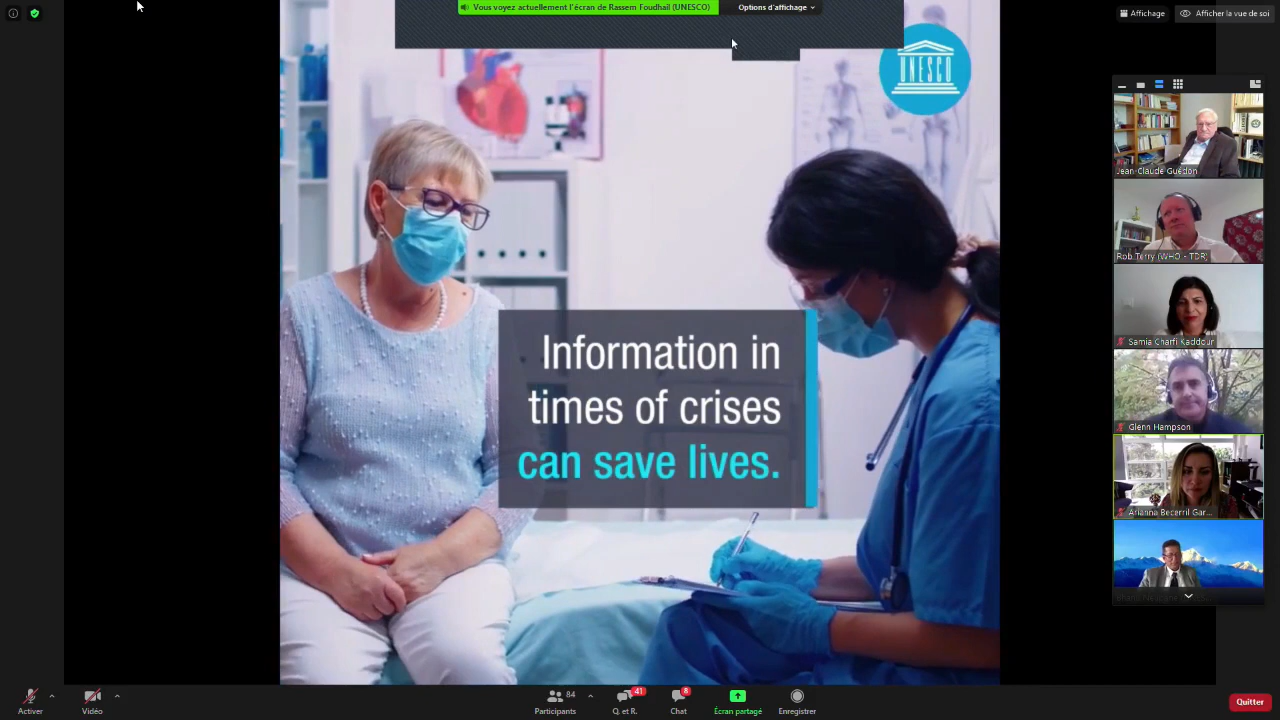 Vous voyez actuellement l'écran de Rassem Foudhail (UNESCO)
Options d'affichage
Affichage
Afficher la vue de soi
UNESCO
Jean-Claude Guédon
Rob Terry (WHO - TDR)
Samia Charfi Kaddour
Glenn Hampson
Arianna Becerril Gar...
Information in
times of crises
can save lives.
Activer
Vidéo
84
Participants
41
Q. et R.
8
Chat
Écran partagé
Enregistrer
Quitter